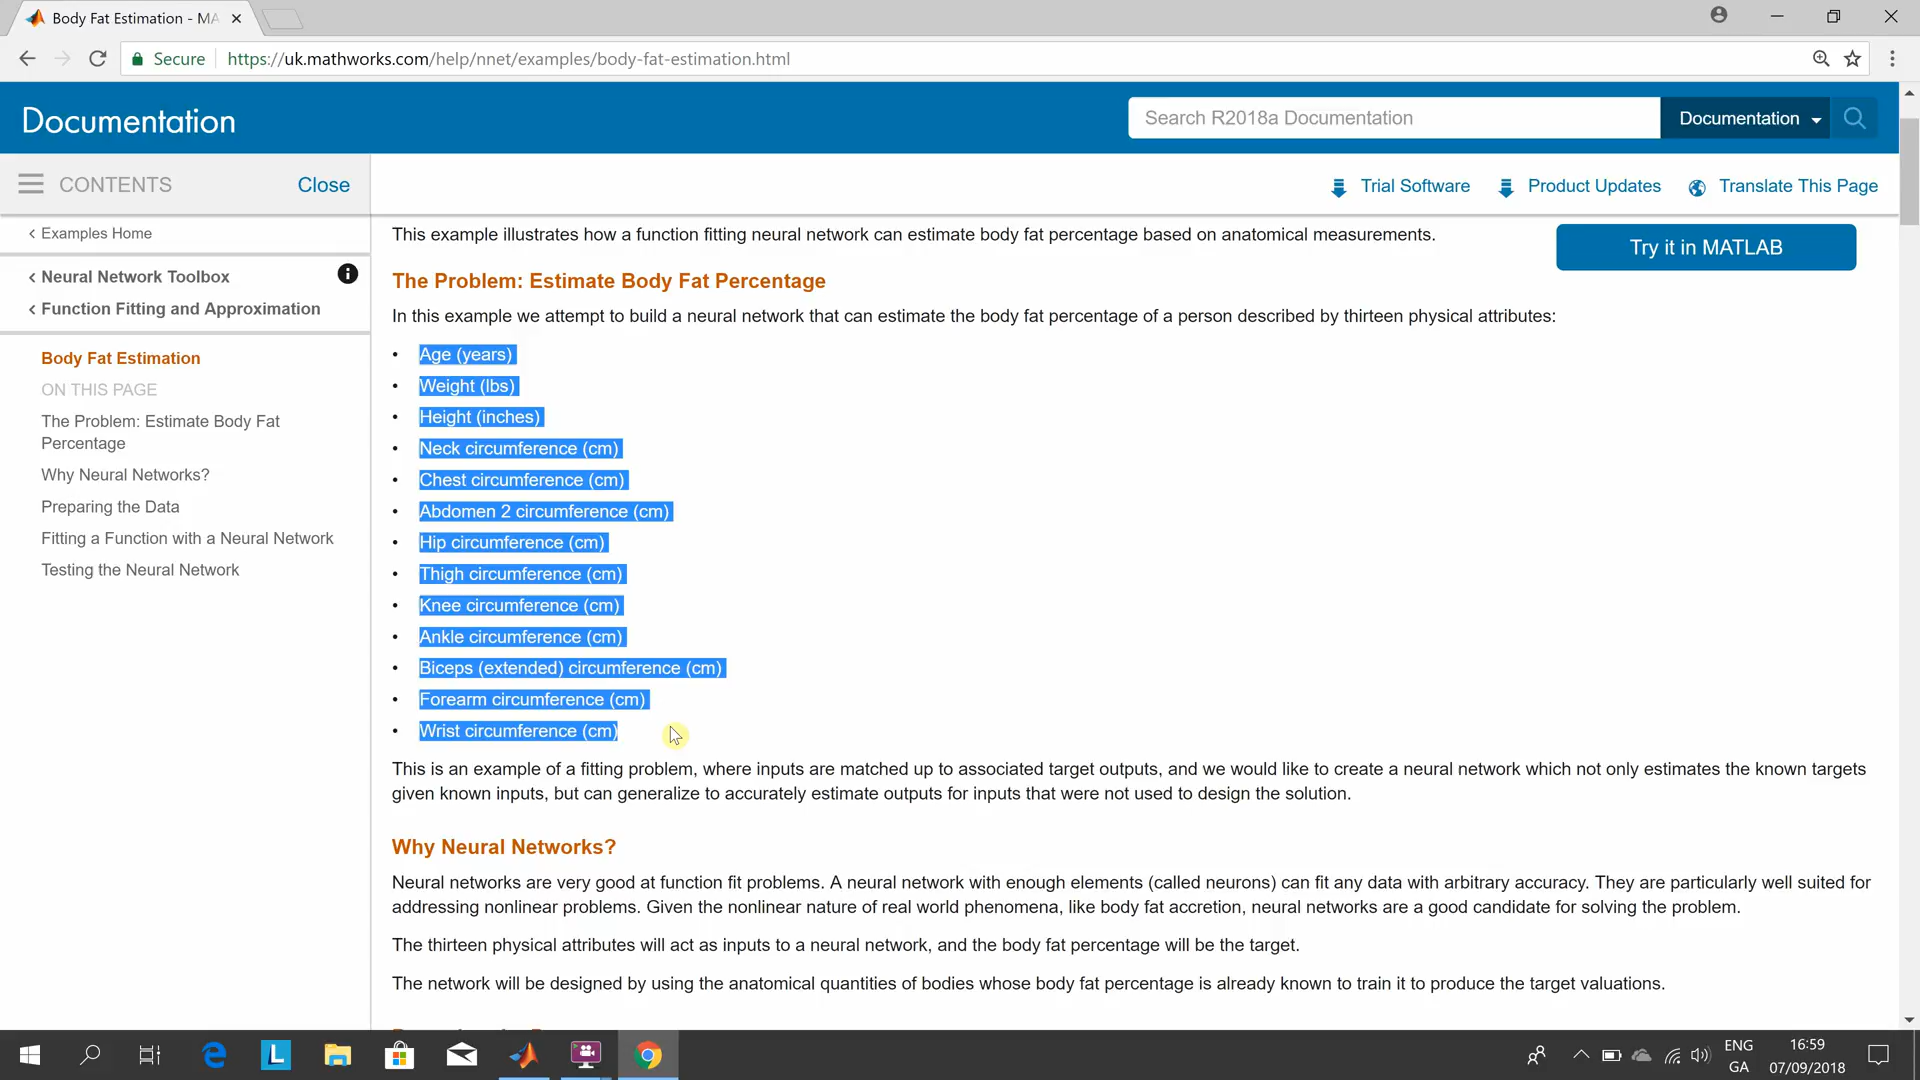 Body Fat Estimation - MA
Secure
https://uk.mathworks.com/help/nnet/examples/body-fat-estimation.html
Documentation
Search R2018a Documentation
Documentation
CONTENTS
Close
Trial Software
Product Updates
Translate This Page
Examples Home
Neural Network Toolbox
Function Fitting and Approximation
Body Fat Estimation
ON THIS PAGE
The Problem: Estimate Body Fat
Percentage
Why Neural Networks?
Preparing the Data
Fitting a Function with a Neural Network
Testing the Neural Network
This example illustrates how a function fitting neural network can estimate body fat percentage based on anatomical measurements.
Try it in MATLAB
The Problem: Estimate Body Fat Percentage
In this example we attempt to build a neural network that can estimate the body fat percentage of a person described by thirteen physical attributes:
• Age (years)
• Weight (lbs)
• Height (inches)
• Neck circumference (cm)
• Chest circumference (cm)
• Abdomen 2 circumference (cm)
• Hip circumference (cm)
• Thigh circumference (cm)
• Knee circumference (cm)
• Ankle circumference (cm)
• Biceps (extended) circumference (cm)
• Forearm circumference (cm)
• Wrist circumference (cm)
This is an example of a fitting problem, where inputs are matched up to associated target outputs, and we would like to create a neural network which not only estimates the known targets
given known inputs, but can generalize to accurately estimate outputs for inputs that were not used to design the solution.
Why Neural Networks?
Neural networks are very good at function fit problems. A neural network with enough elements (called neurons) can fit any data with arbitrary accuracy. They are particularly well suited for
addressing nonlinear problems. Given the nonlinear nature of real world phenomena, like body fat accretion, neural networks are a good candidate for solving the problem.
The thirteen physical attributes will act as inputs to a neural network, and the body fat percentage will be the target.
The network will be designed by using the anatomical quantities of bodies whose body fat percentage is already known to train it to produce the target valuations.
L
ENG
GA
16:59
07/09/2018